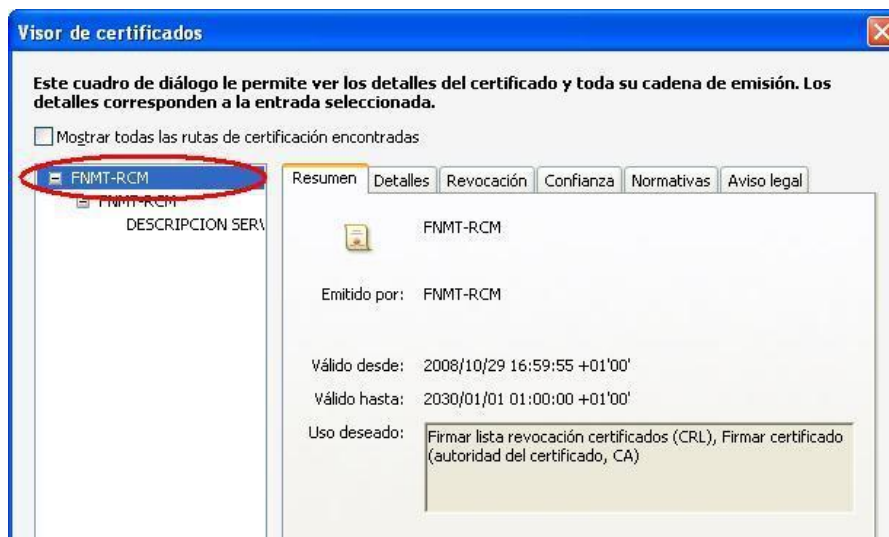 Visor de certificados
Este cuadro de diálogo le permite ver los detalles del certificado y toda su cadena de emisión. Los
detalles corresponden a la entrada seleccionada.
Mostrar todas las rutas de certificación encontradas
FNMT-RCM
FNMT-RCM
DESCRIPCION SERV
Resumen Detalles Revocación Confianza Normativas Aviso legal
FNMT-RCM
Emitido por: FNMT-RCM
Válido desde: 2008/10/29 16:59:55 +01'00'
Válido hasta: 2030/01/01 01:00:00 +01'00'
Uso deseado: Firmar lista revocación certificados (CRL), Firmar certificado
(autoridad del certificado, CA)